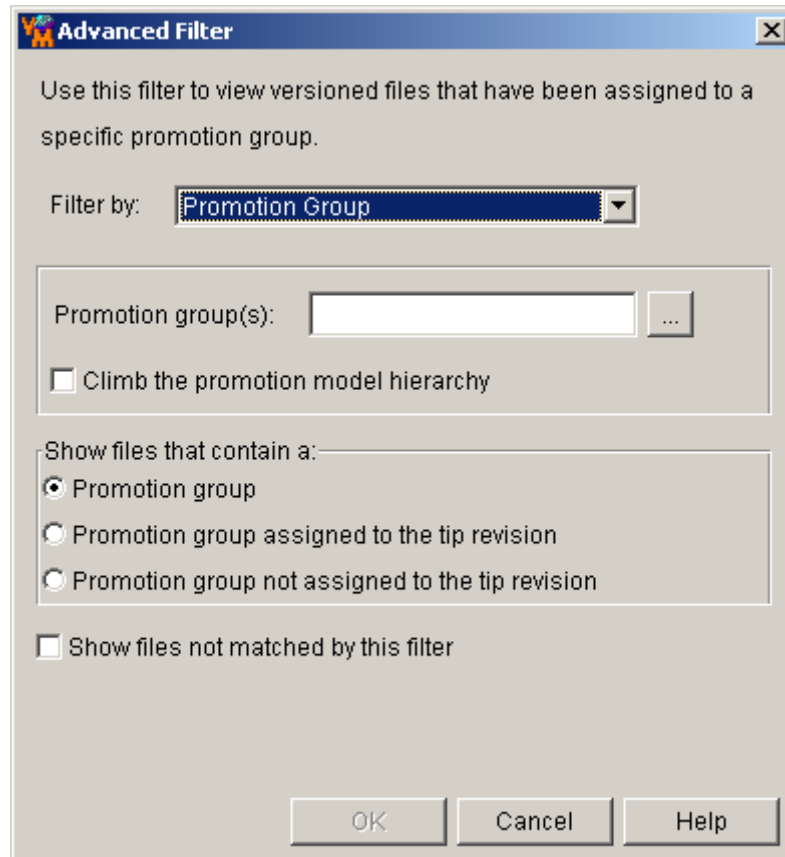 Advanced Filter
Use this filter to view versioned files that have been assigned to a
specific promotion group.
Filter by: Promotion Group
Promotion group(s): ...
Climb the promotion model hierarchy
Show files that contain a:
Promotion group
Promotion group assigned to the tip revision
Promotion group not assigned to the tip revision
Show files not matched by this filter
OK Cancel Help